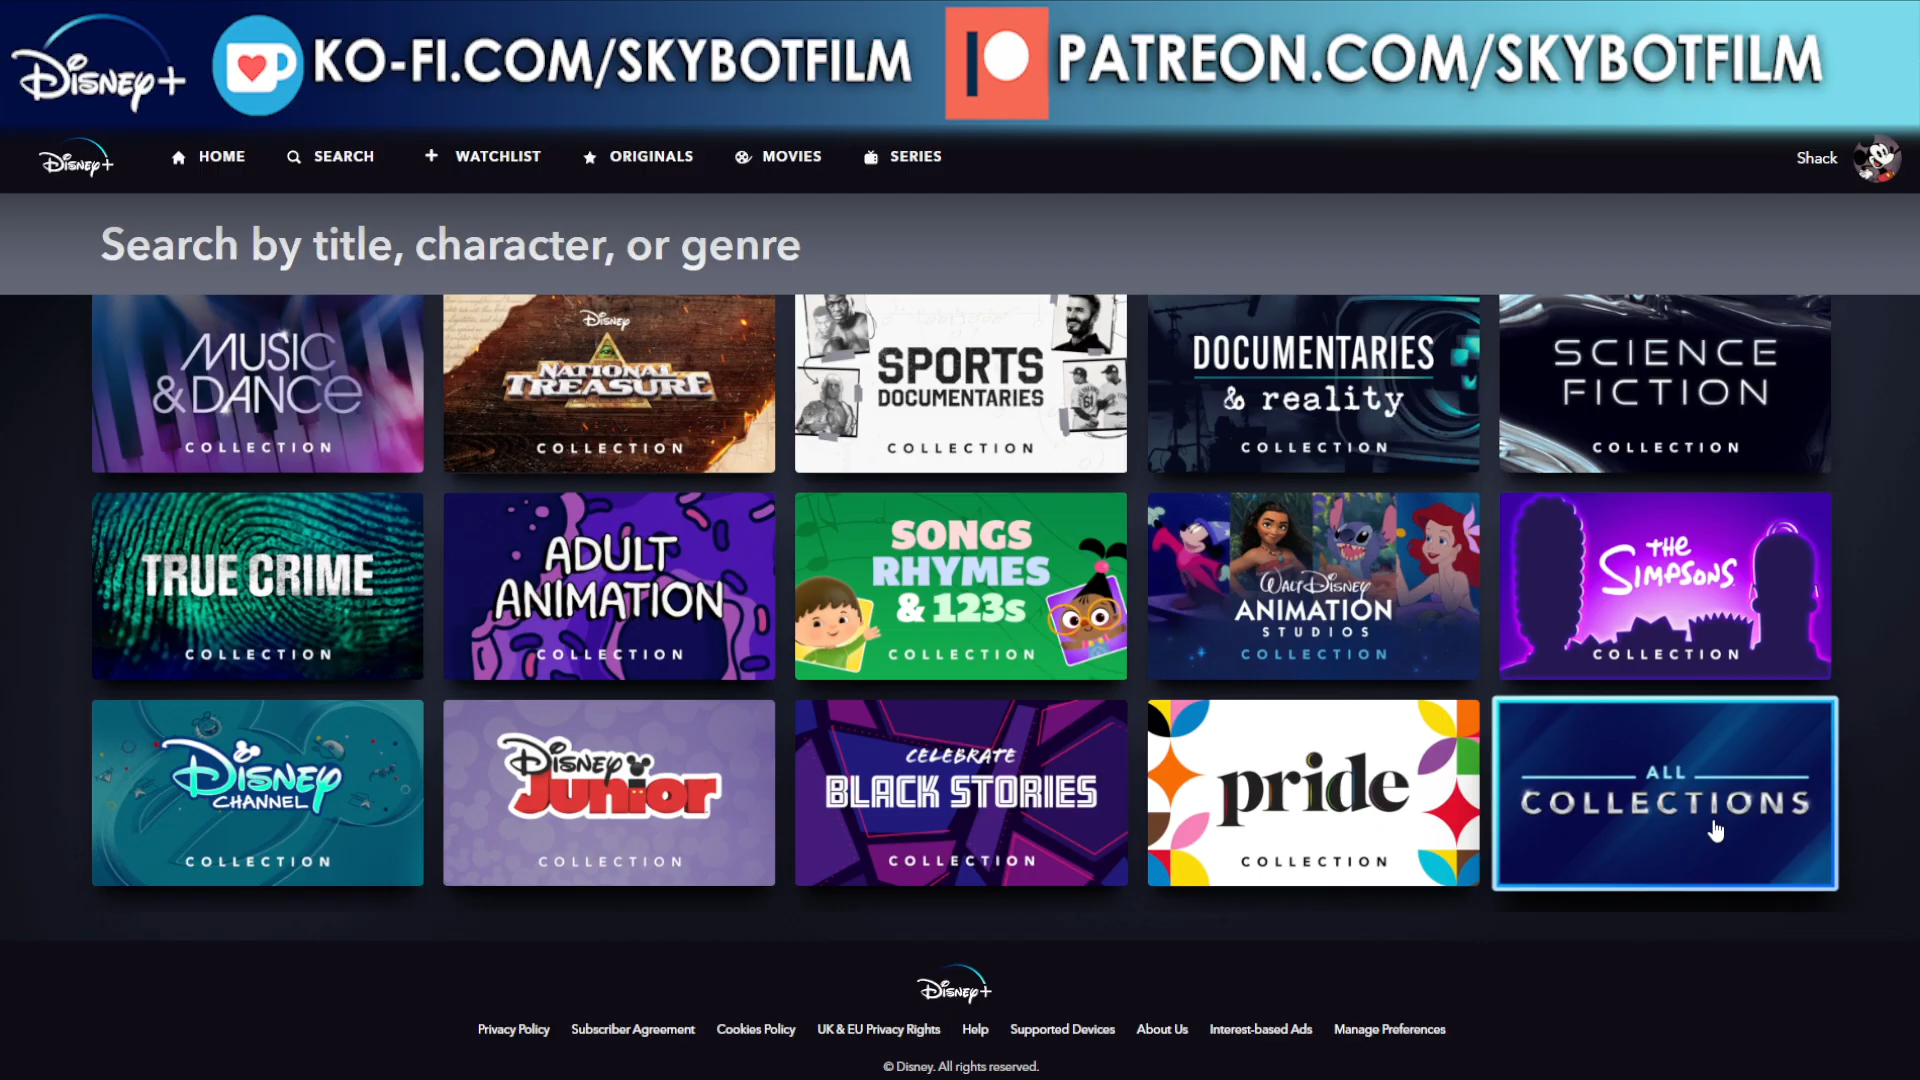 Disney+
KO-FI.COM/SKYBOTFILM
PATREON.COM/SKYBOTFILM
Disney+
HOME
SEARCH
WATCHLIST
ORIGINALS
MOVIES
SERIES
Shack
Search by title, character, or genre
MUSIC
& DANCE
COLLECTION
Disney
NATIONAL
TREASURE
COLLECTION
SPORTS
DOCUMENTARIES
COLLECTION
DOCUMENTARIES
& reality
COLLECTION
SCIENCE
FICTION
COLLECTION
TRUE CRIME
COLLECTION
ADULT
ANIMATION
COLLECTION
SONGS
RHYMES
& 123s
COLLECTION
WALT DISNEY
ANIMATION
STUDIOS
COLLECTION
THE
SIMPSONS
COLLECTION
Disney
CHANNEL
COLLECTION
Disney
Junior
COLLECTION
CELEBRATE
BLACK STORIES
COLLECTION
pride
COLLECTION
ALL
COLLECTIONS
Disney+
Privacy Policy
Subscriber Agreement
Cookies Policy
UK & EU Privacy Rights
Help
Supported Devices
About Us
Interest-based Ads
Manage Preferences
© Disney. All rights reserved.